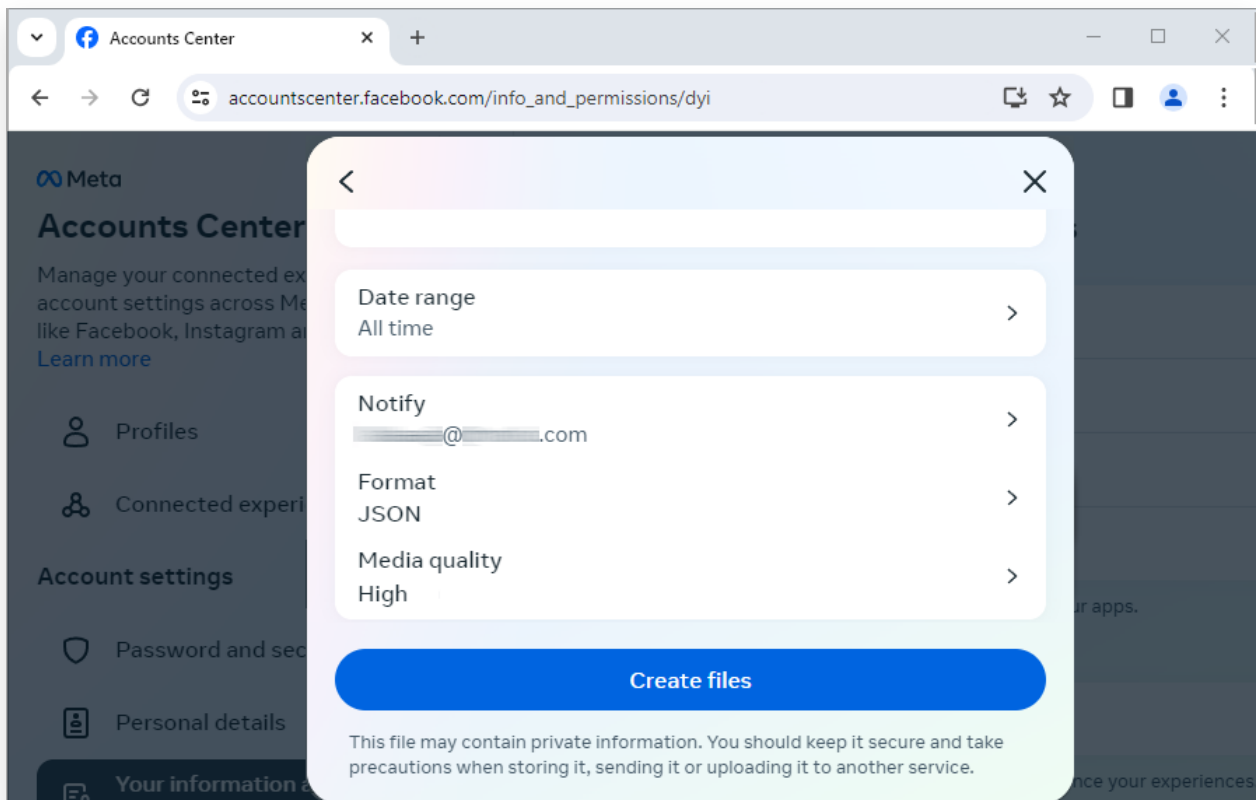 Accounts Center
accountscenter.facebook.com/info_and_permissions/dyi
Meta
Accounts Center
Manage your connected ex
account settings across Me
like Facebook, Instagram a
Learn more
Profiles
Connected experi
Account settings
Password and sec
Personal details
Your information a
Date range
All time
Notify
@ .com
Format
JSON
Media quality
High
Create files
This file may contain private information. You should keep it secure and take
precautions when storing it, sending it or uploading it to another service.
ur apps.
nce your experiences